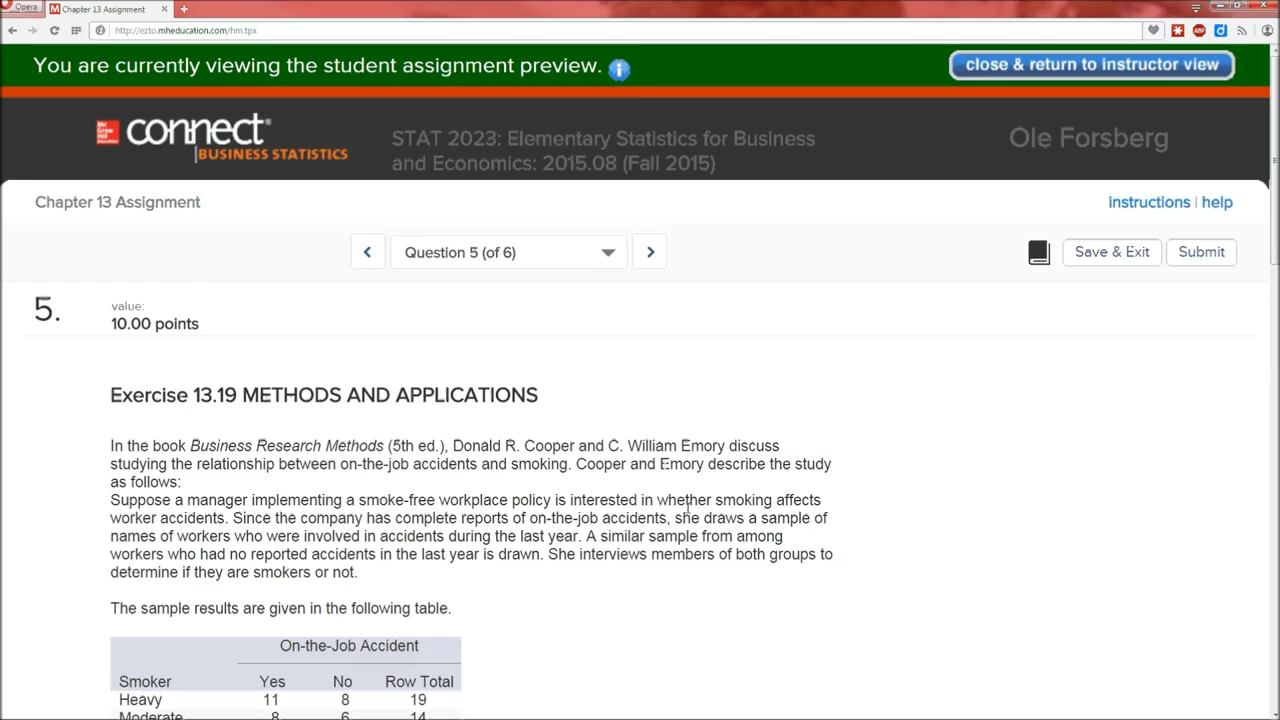 Opera
Chapter 13 Assignment
http://ezto.mheducation.com/hm.tpx
You are currently viewing the student assignment preview.
close & return to instructor view
Mc Graw Hill Education
connect®
BUSINESS STATISTICS
STAT 2023: Elementary Statistics for Business
and Economics: 2015.08 (Fall 2015)
Ole Forsberg
Chapter 13 Assignment
instructions | help
Question 5 (of 6)
Save & Exit
Submit
5.
value:
10.00 points
Exercise 13.19 METHODS AND APPLICATIONS
In the book Business Research Methods (5th ed.), Donald R. Cooper and C. William Emory discuss
studying the relationship between on-the-job accidents and smoking. Cooper and Emory describe the study
as follows:
Suppose a manager implementing a smoke-free workplace policy is interested in whether smoking affects
worker accidents. Since the company has complete reports of on-the-job accidents, she draws a sample of
names of workers who were involved in accidents during the last year. A similar sample from among
workers who had no reported accidents in the last year is drawn. She interviews members of both groups to
determine if they are smokers or not.
The sample results are given in the following table.
On-the-Job Accident
Smoker Yes No Row Total
Heavy 11 8 19
Moderate 8 6 14